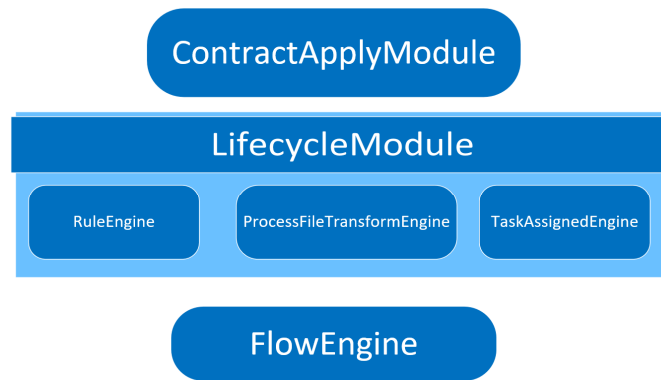 ContractApplyModule
LifecycleModule
RuleEngine
ProcessFileTransformEngine
TaskAssignedEngine
FlowEngine